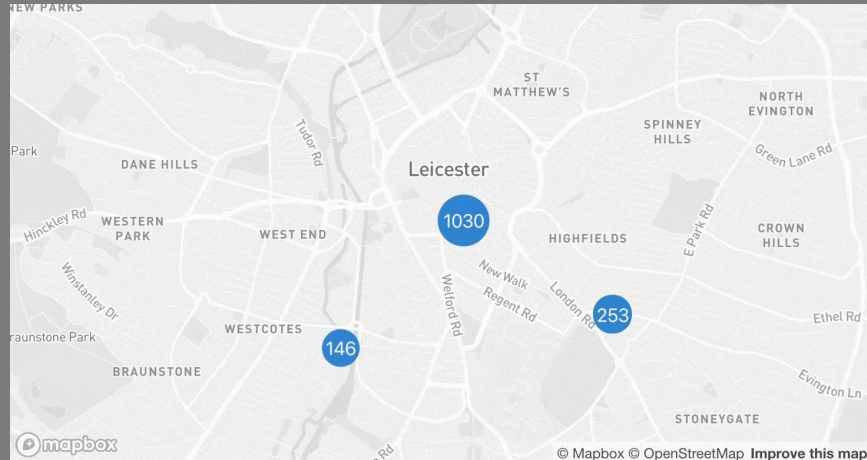 NEW PARKS
ST
MATTHEW'S
NORTH
EVINGTON
SPINNEY
HILLS
Tudor Rd
Green Lane Rd
Park
DANE HILLS
Leicester
Hinckley Rd
WESTERN
PARK
WEST END
1030
HIGHFIELDS
E Park Rd
CROWN
HILLS
Winstanley Dr
New Walk
Regent Rd
London Rd
Welford Rd
253
Ethel Rd
WESTCOTES
raunstone Park
146
BRAUNSTONE
Evington Ln
STONEYGATE
Rd
mapbox
© Mapbox © OpenStreetMap Improve this map